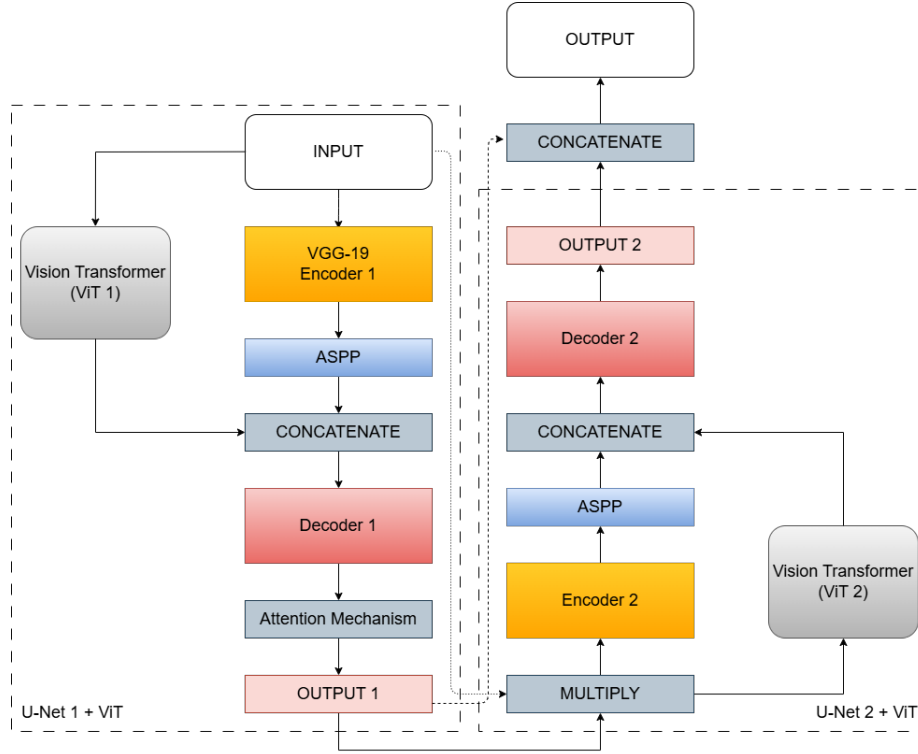 OUTPUT
CONCATENATE
INPUT
VGG-19
Encoder 1
Vision Transformer
(ViT 1)
ASPP
CONCATENATE
Decoder 1
Attention Mechanism
OUTPUT 1
U-Net 1 + ViT
OUTPUT 2
Decoder 2
CONCATENATE
ASPP
Encoder 2
Vision Transformer
(ViT 2)
MULTIPLY
U-Net 2 + ViT